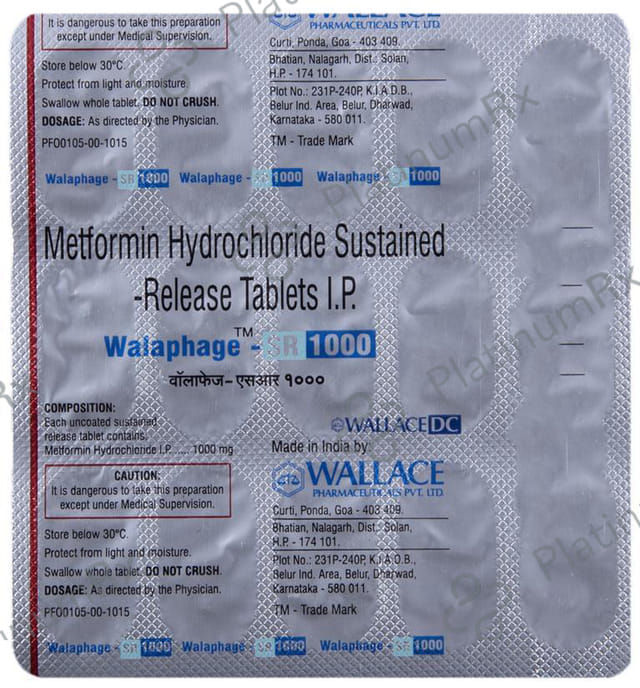 It is dangerous to take this preparation
except under Medical Supervision.
Store below 30°C.
Protect from light and moisture.
Swallow whole tablet. DO NOT CRUSH.
DOSAGE: As directed by the Physician.
PFO0105-00-1015
WALLACE
PHARMACEUTICALS PVT. LTD.
Curti, Ponda, Goa - 403 409.
Bhatian, Nalagarh, Dist. Solan,
H.P. - 174 101.
Plot No.: 231P-240P, K.I.A.D.B.,
Belur Ind. Area, Belur, Dharwad,
Karnataka - 580 011.
TM - Trade Mark
Walaphage - SR 1000 Walaphage - SR 1000 Walaphage - SR 1000
Metformin Hydrochloride Sustained
-Release Tablets I.P.
Walaphage™ - SR 1000
वॉलाफेज-एसआर १०००
COMPOSITION:
Each uncoated sustained
release tablet contains:
Metformin Hydrochloride I.P. ..... 1000 mg
CAUTION:
It is dangerous to take this preparation
except under Medical Supervision.
Store below 30°C.
Protect from light and moisture.
Swallow whole tablet. DO NOT CRUSH.
DOSAGE: As directed by the Physician.
PFO0105-00-1015
WALLACE DC
Made in India by:
WALLACE
PHARMACEUTICALS PVT. LTD.
Curti, Ponda, Goa - 403 409.
Bhatian, Nalagarh, Dist. Solan,
H.P. - 174 101.
Plot No.: 231P-240P, K.I.A.D.B.,
Belur Ind. Area, Belur, Dharwad,
Karnataka - 580 011.
TM - Trade Mark
Walaphage - SR 1000 Walaphage - SR 1000 Walaphage - SR 1000
PlatinumRx
PlatinumRx